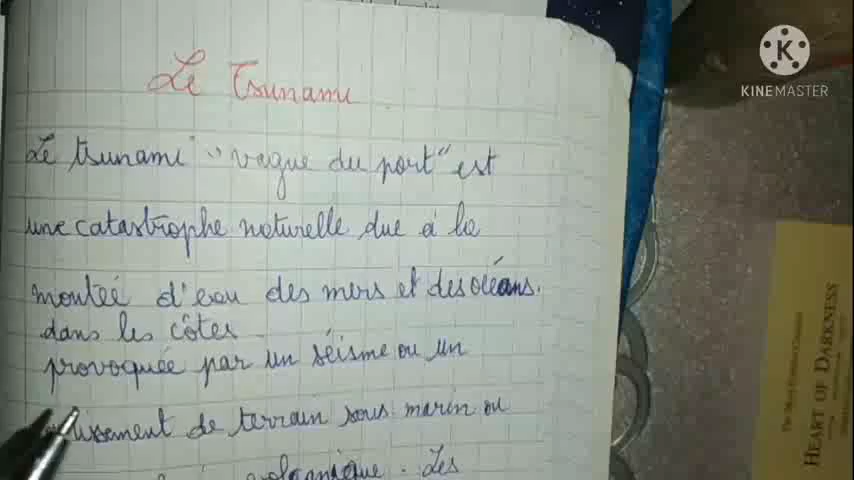 Le Tsunami
Le tsunami "vague du port" est
une catastrophe naturelle due à la
monteé d'eau des mers et des océans.
dans les côtes
provoquée par un séisme ou un
de terrain sous marin ou
volcanique. Les
KINEMASTER
HEART OF DARKNESS